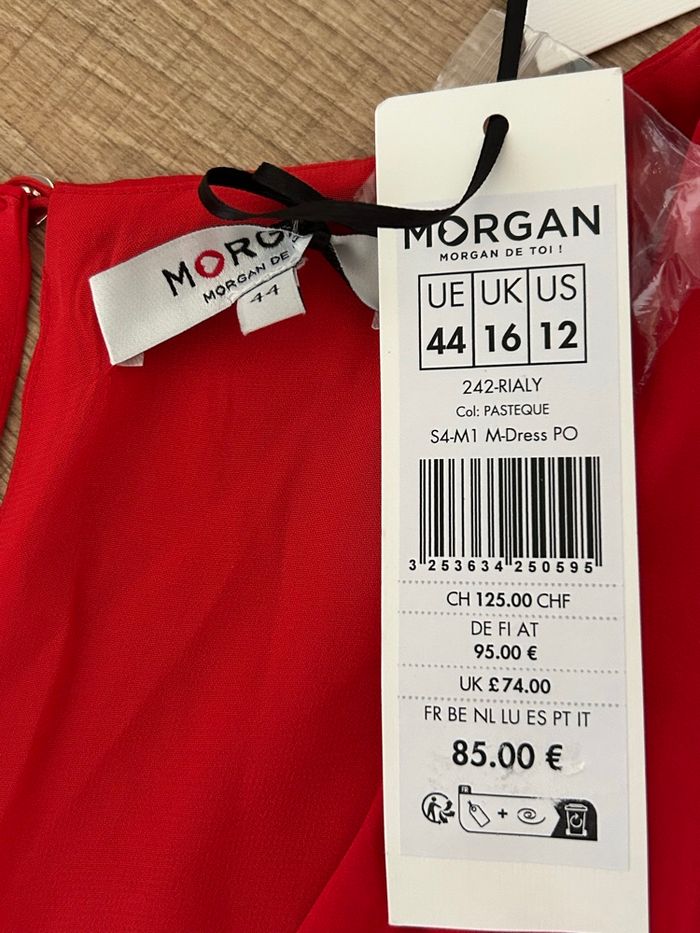 MORG
MORGAN DE
44
MORGAN
MORGAN DE TOI !
UE UK US
44 16 12
242-RIALY
Col: PASTEQUE
S4-M1 M-Dress PO
3 253634 250595
CH 125.00 CHF
DE FI AT
95.00 €
UK £74.00
FR BE NL LU ES PT IT
85.00 €
FR
+